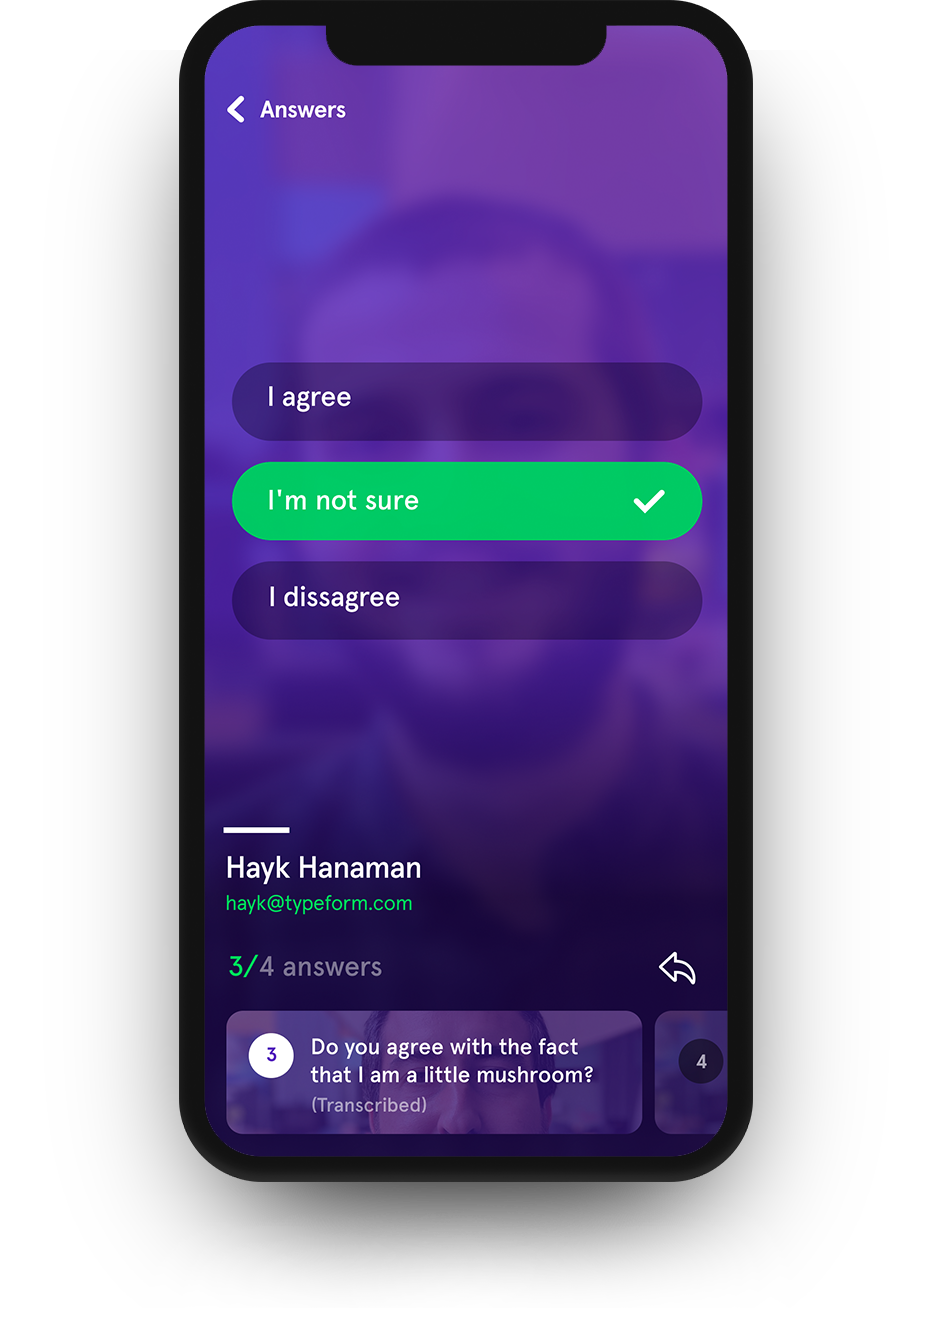 Answers
I agree
I'm not sure
I dissagree
Hayk Hanaman
hayk@typeform.com
3/4 answers
3
Do you agree with the fact
that I am a little mushroom?
(Transcribed)
4